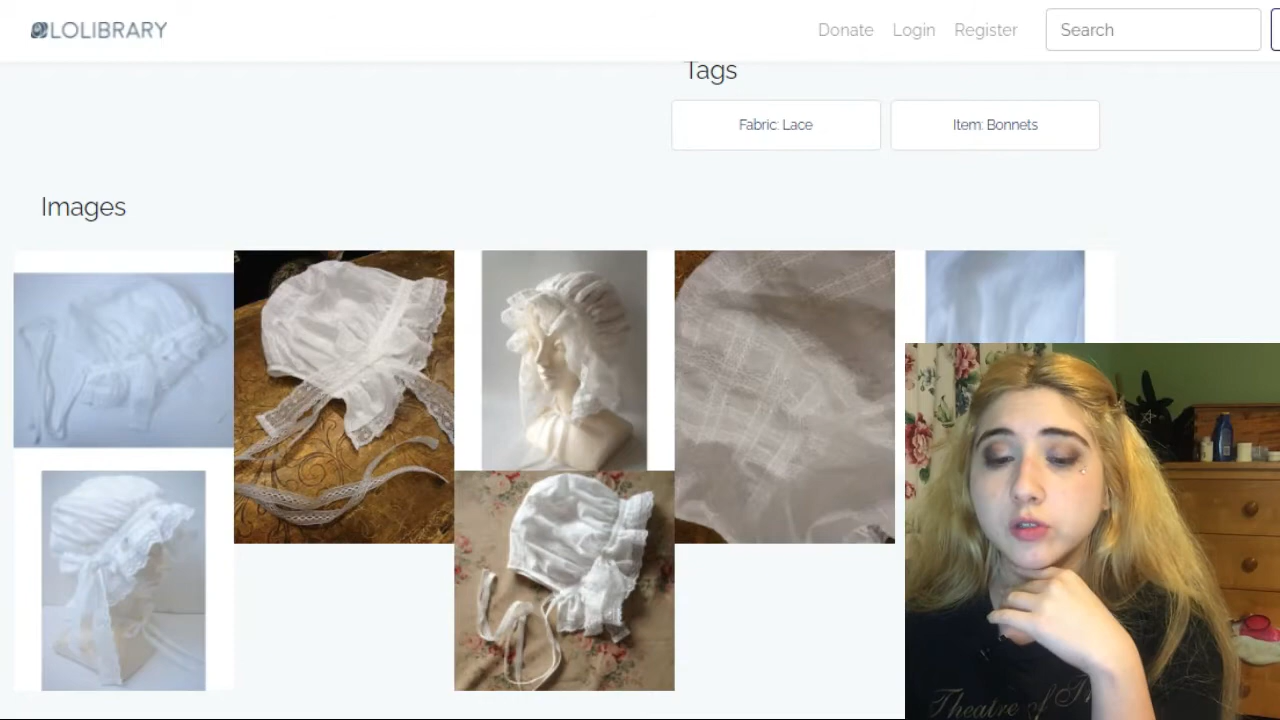 LOLIBRARY
Donate
Login
Register
Search
Tags
Fabric: Lace
Item: Bonnets
Images
Theatre of